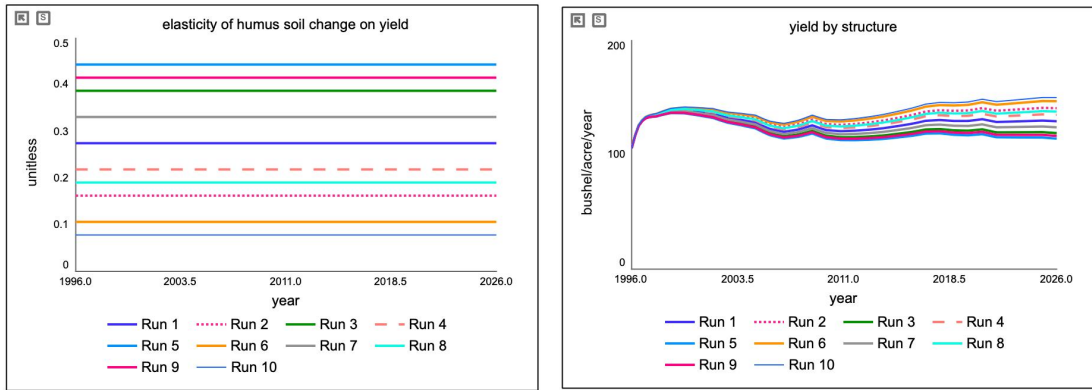 S
elasticity of humus soil change on yield
unitless
0.5
0.4
0.3
0.2
0.1
0
1996.0 2003.5 2011.0 2018.5 2026.0
year
Run 1 Run 2 Run 3 Run 4
Run 5 Run 6 Run 7 Run 8
Run 9 Run 10
S
yield by structure
bushel/acre/year
200
100
0
1996.0 2003.5 2011.0 2018.5 2026.0
year
Run 1 Run 2 Run 3 Run 4
Run 5 Run 6 Run 7 Run 8
Run 9 Run 10